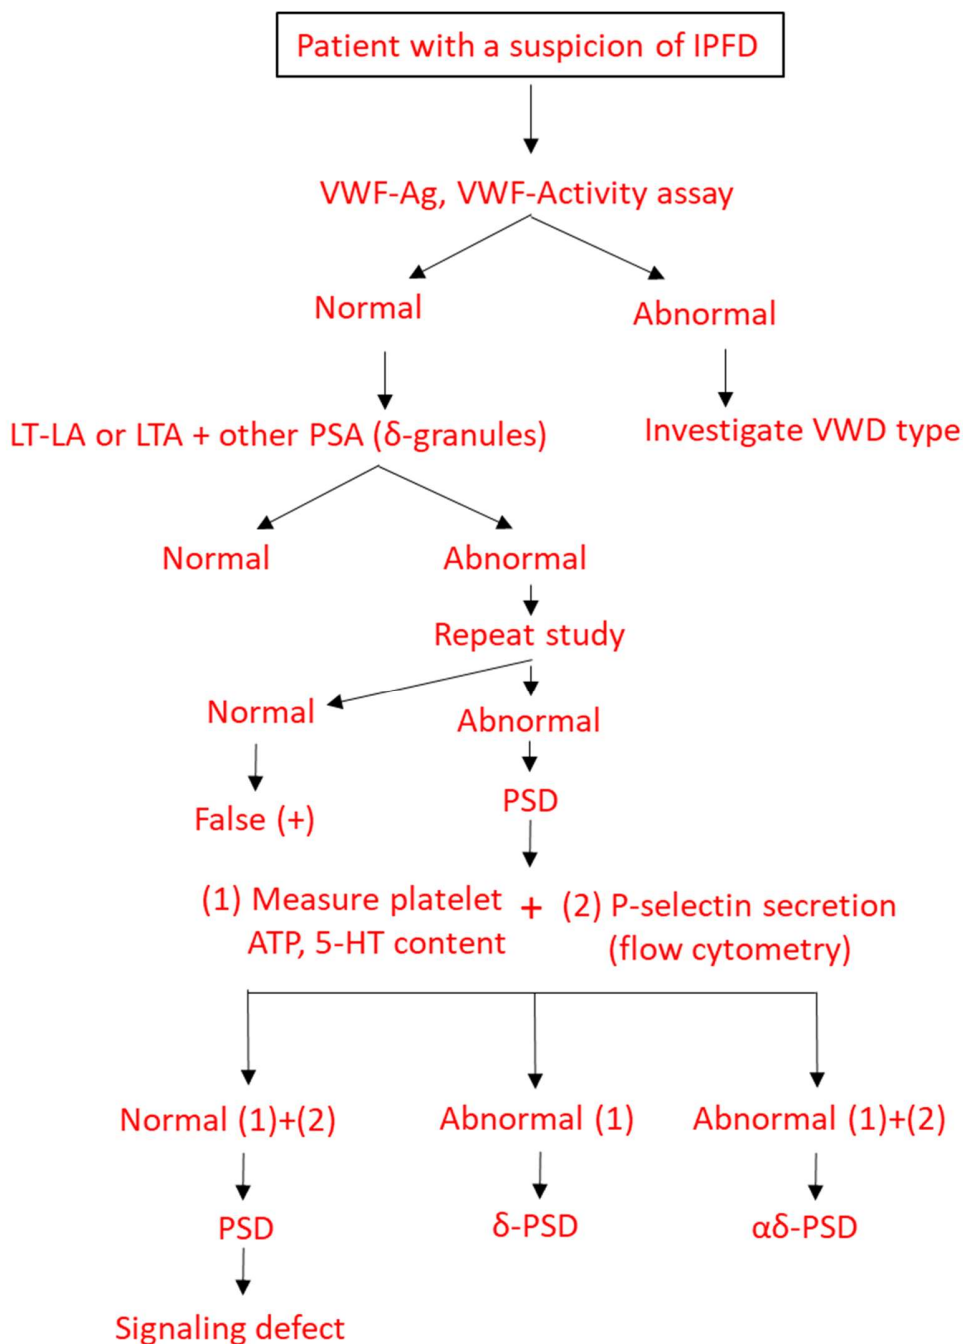 Patient with a suspicion of IPFD
VWF-Ag, VWF-Activity assay
Normal
Abnormal
LT-LA or LTA + other PSA (δ-granules)
Investigate VWD type
Normal
Abnormal
Repeat study
Normal
Abnormal
False (+)
PSD
(1) Measure platelet
ATP, 5-HT content
+
(2) P-selectin secretion
(flow cytometry)
Normal (1)+(2)
Abnormal (1)
Abnormal (1)+(2)
PSD
δ-PSD
αδ-PSD
Signaling defect